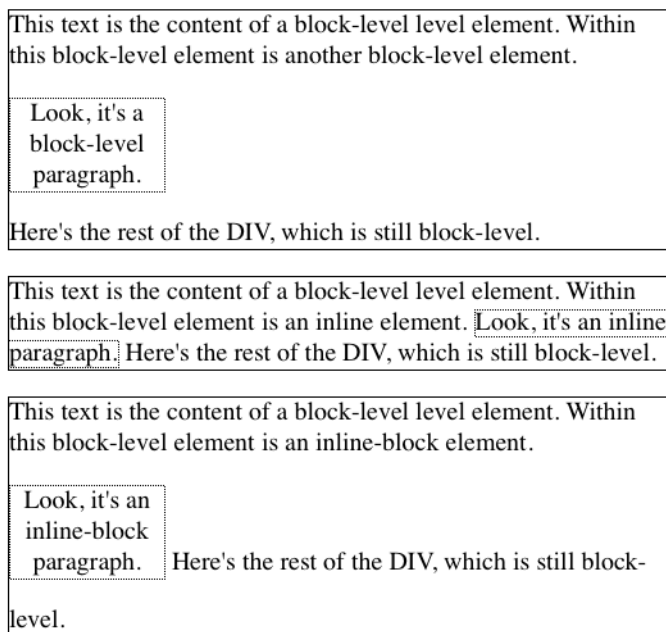 This text is the content of a block-level level element. Within
this block-level element is another block-level element.
Look, it's a
block-level
paragraph.
Here's the rest of the DIV, which is still block-level.
This text is the content of a block-level level element. Within
this block-level element is an inline element. Look, it's an inline
paragraph. Here's the rest of the DIV, which is still block-level.
This text is the content of a block-level level element. Within
this block-level element is an inline-block element.
Look, it's an
inline-block
paragraph. Here's the rest of the DIV, which is still block-
level.